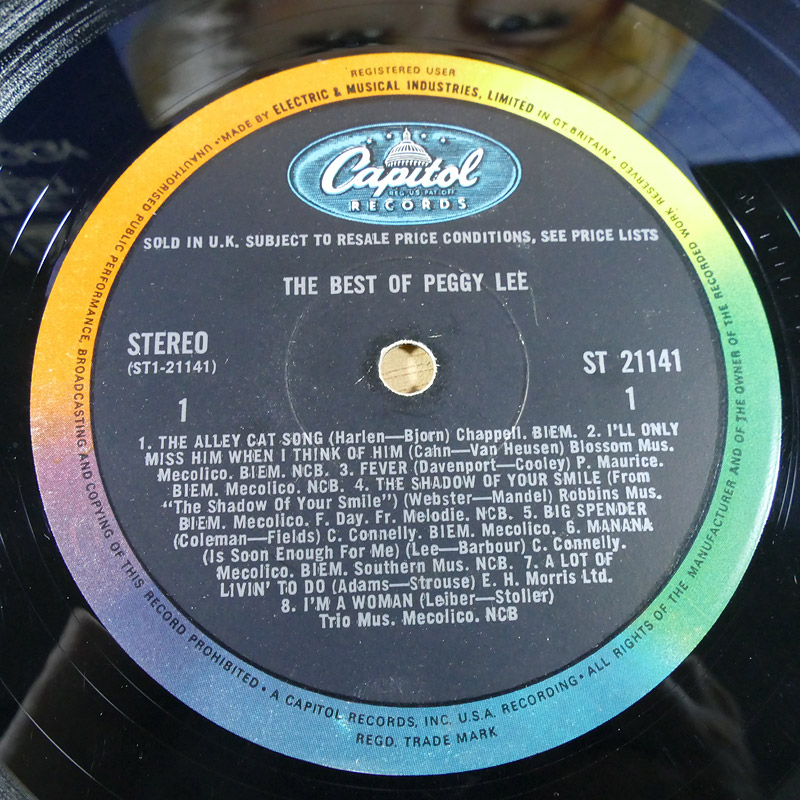 REGISTERED USER
UNAUTHORISED PUBLIC PERFORMANCE, BROADCASTING AND COPYING OF THIS RECORD PROHIBITED • A CAPITOL RECORDS, INC. U.S.A. RECORDING • ALL RIGHTS OF THE MANUFACTURER AND OF THE OWNER OF THE RECORDED WORK RESERVED • MADE BY ELECTRIC & MUSICAL INDUSTRIES, LIMITED IN GT BRITAIN •
REGD. TRADE MARK
Capitol
REG. U.S. PAT. OFF.
RECORDS
SOLD IN U.K. SUBJECT TO RESALE PRICE CONDITIONS, SEE PRICE LISTS
THE BEST OF PEGGY LEE
STEREO
(ST1-21141)
1
ST 21141
1
1. THE ALLEY CAT SONG (Harlen—Bjorn) Chappell. BIEM. 2. I'LL ONLY
MISS HIM WHEN I THINK OF HIM (Cahn—Van Heusen) Blossom Mus.
Mecolico. BIEM. NCB. 3. FEVER (Davenport—Cooley) P. Maurice.
BIEM. Mecolico. NCB. 4. THE SHADOW OF YOUR SMILE (From
"The Shadow Of Your Smile") (Webster—Mandel) Robbins Mus.
BIEM. Mecolico. F. Day. Fr. Melodie. NCB. 5. BIG SPENDER
(Coleman—Fields) C. Connelly. BIEM. Mecolico. 6. MANANA
(Is Soon Enough For Me) (Lee—Barbour) C. Connelly.
Mecolico. BIEM. Southern Mus. NCB. 7. A LOT OF
LIVIN' TO DO (Adams—Strouse) E. H. Morris Ltd.
8. I'M A WOMAN (Leiber—Stoller)
Trio Mus. Mecolico. NCB